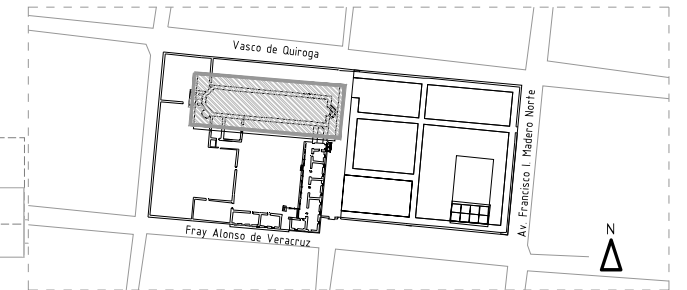 Vasco de Quiroga
Av. Francisco I. Madero Norte
Fray Alonso de Veracruz
N